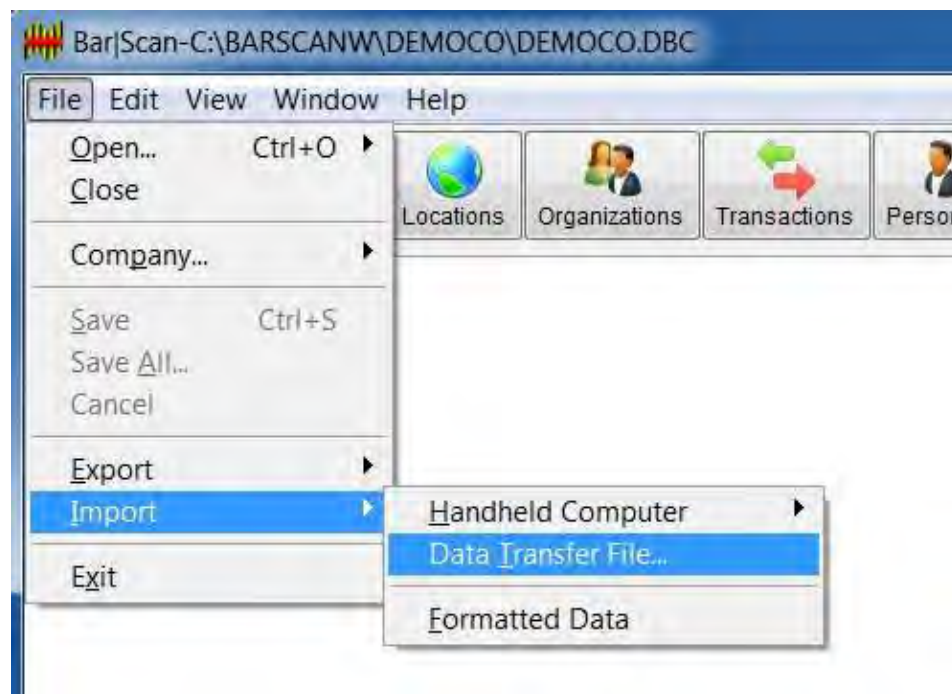 Bar|Scan-C:\BARSCANW\DEMOCO\DEMOCO.DBC
File Edit View Window Help
Open... Ctrl+O
Close
Locations Organizations Transactions Perso
Company...
Save Ctrl+S
Save All...
Cancel
Export
Import
Handheld Computer
Data Transfer File...
Exit
Formatted Data